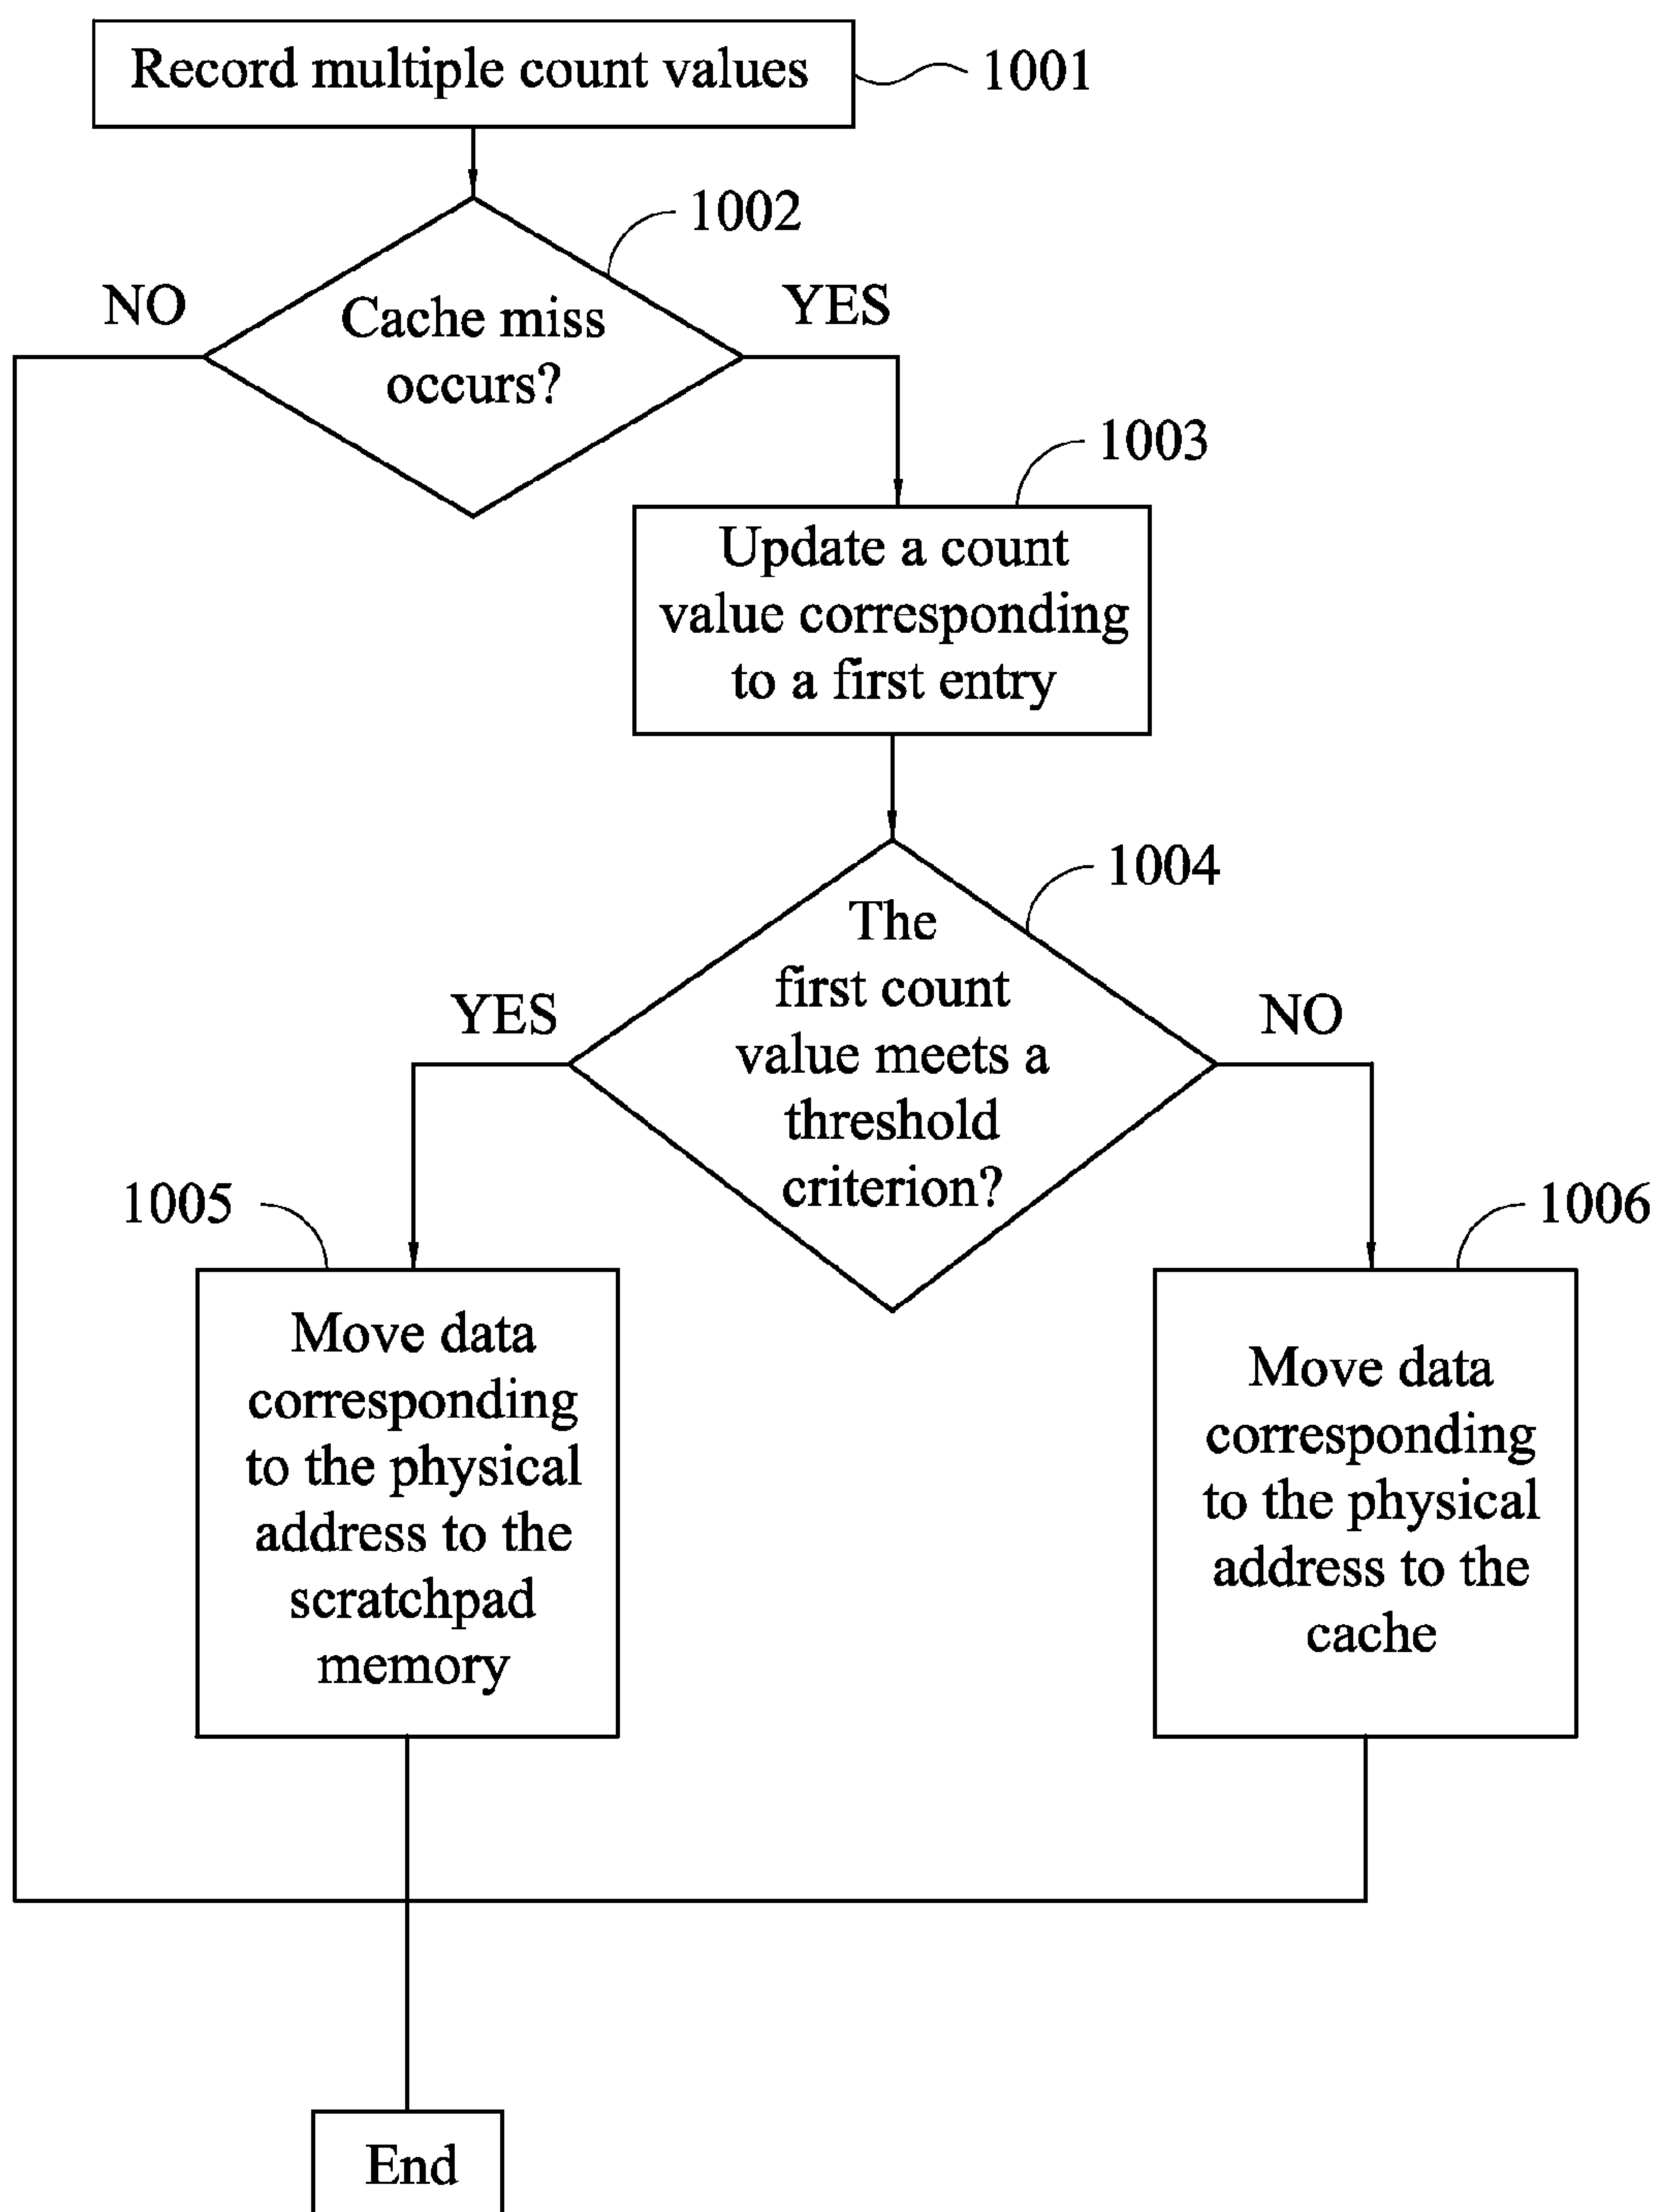 Record multiple count values
1001
1002
NO
YES
Cache miss
occurs?
1003
Update a count
value corresponding
to a first entry
1004
The
first count
value meets a
threshold
criterion?
YES
NO
1005
1006
Move data
corresponding
to the physical
address to the
scratchpad
memory
Move data
corresponding
to the physical
address to the
cache
End